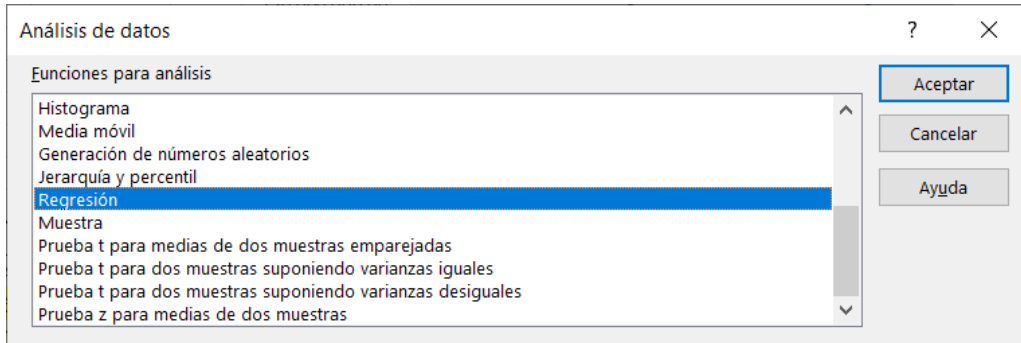 Análisis de datos
?
Funciones para análisis
Histograma
Media móvil
Generación de números aleatorios
Jerarquía y percentil
Regresión
Muestra
Prueba t para medias de dos muestras emparejadas
Prueba t para dos muestras suponiendo varianzas iguales
Prueba t para dos muestras suponiendo varianzas desiguales
Prueba z para medias de dos muestras
Aceptar
Cancelar
Ayuda